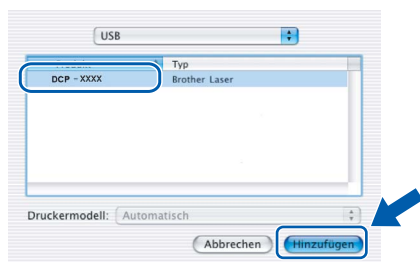 USB
Typ
DCP - XXXX Brother Laser
Druckermodell: Automatisch
Abbrechen Hinzufügen